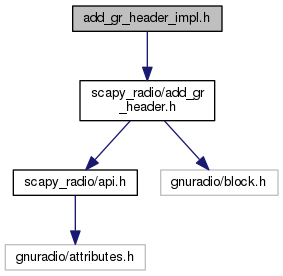 add_gr_header_impl.h
scapy_radio/add_gr
_header.h
scapy_radio/api.h
gnuradio/block.h
gnuradio/attributes.h